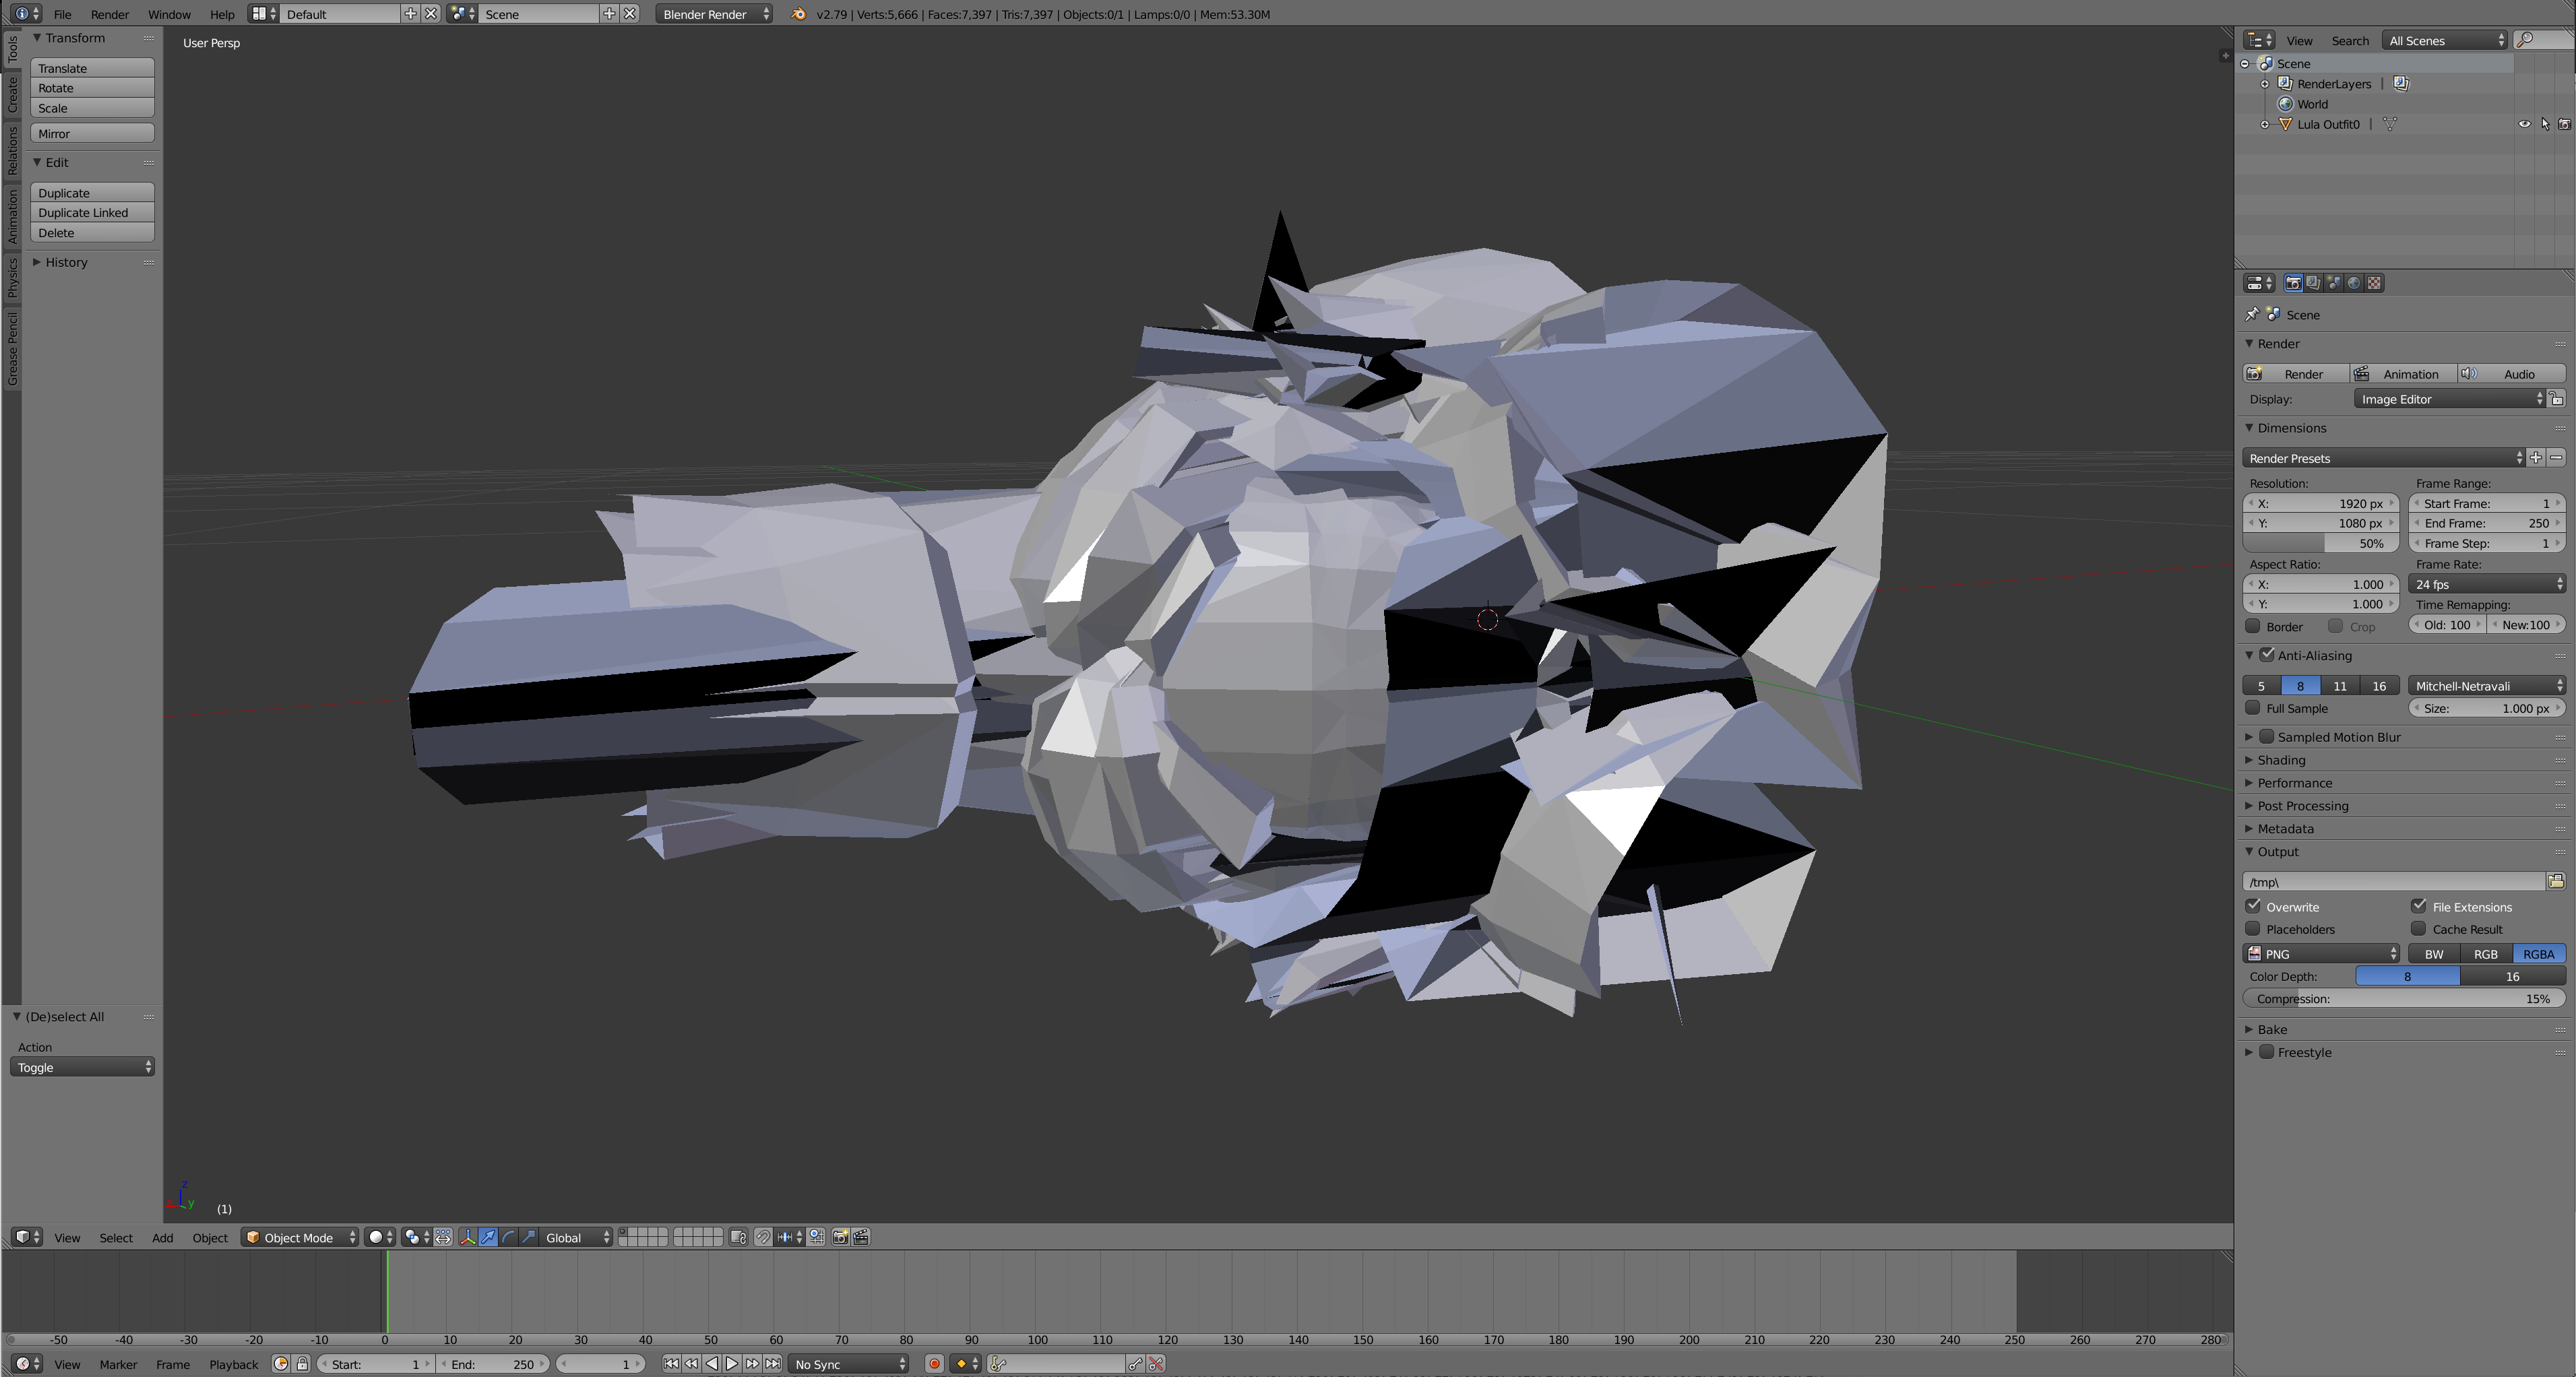 File Render Window Help Default Scene Blender Render v2.79 | Verts:5,666 | Faces:7,397 | Tris:7,397 | Objects:0/1 | Lamps:0/0 | Mem:53.30M
Tools
Create
Relations
Animation
Physics
Grease Pencil
Transform
Translate
Rotate
Scale
Mirror
Edit
Duplicate
Duplicate Linked
Delete
History
(De)select All
Action
Toggle
User Persp
z
y
(1)
View Select Add Object Object Mode Global
-50 -40 -30 -20 -10 0 10 20 30 40 50 60 70 80 90 100 110 120 130 140 150 160 170 180 190 200 210 220 230 240 250 260 270 280
View Marker Frame Playback Start: 1 End: 250 1 No Sync
View Search All Scenes
Scene
RenderLayers |
World
Lula Outfit0 |
Scene
Render
Render Animation Audio
Display: Image Editor
Dimensions
Render Presets
Resolution: Frame Range:
X: 1920 px Start Frame: 1
Y: 1080 px End Frame: 250
50% Frame Step: 1
Aspect Ratio: Frame Rate:
X: 1.000 24 fps
Y: 1.000 Time Remapping:
Border Crop Old: 100 New:100
Anti-Aliasing
5 8 11 16 Mitchell-Netravali
Full Sample Size: 1.000 px
Sampled Motion Blur
Shading
Performance
Post Processing
Metadata
Output
/tmp\
Overwrite File Extensions
Placeholders Cache Result
PNG BW RGB RGBA
Color Depth: 8 16
Compression: 15%
Bake
Freestyle